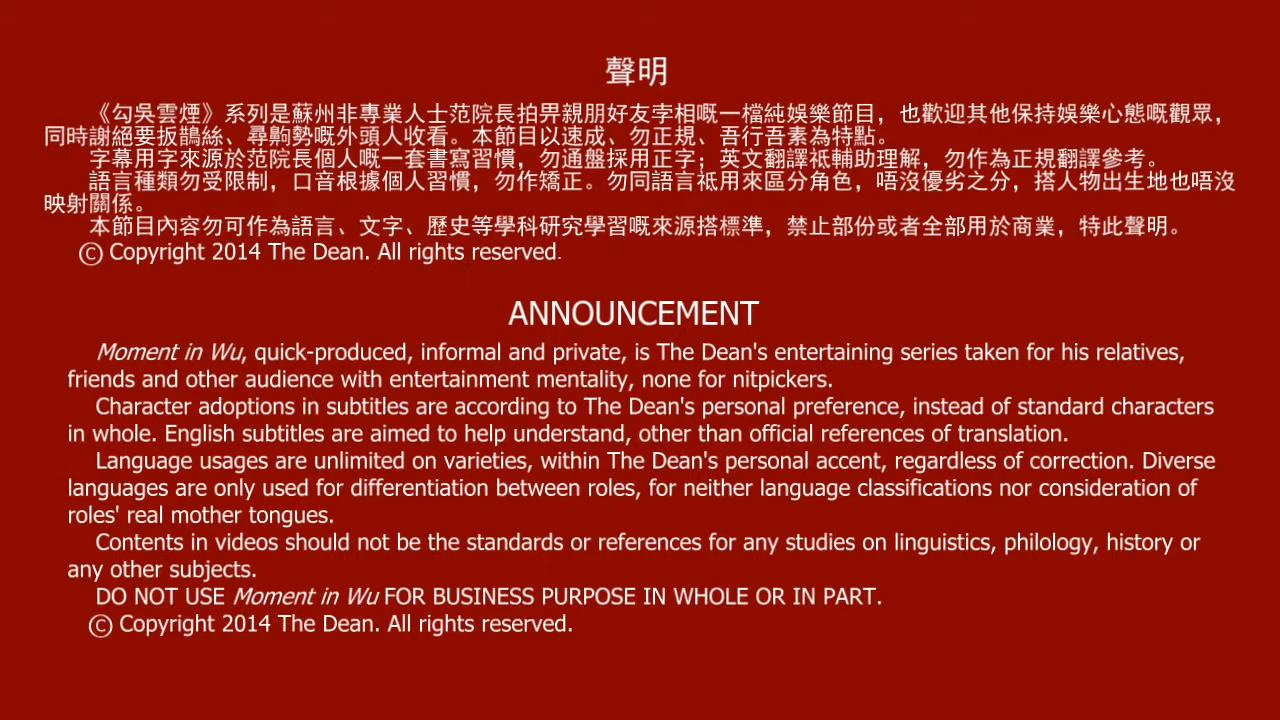 聲明
《勾吳雲煙》系列是蘇州非專業人士范院長拍畀親朋好友孛相嘅一檔純娛樂節目，也歡迎其他保持娛樂心態嘅觀眾，
同時謝絕要扳鵲絲、尋齁勢嘅外頭人收看。本節目以速成、勿正規、吾行吾素為特點。
字幕用字來源於范院長個人嘅一套書寫習慣，勿通盤採用正字；英文翻譯祗輔助理解，勿作為正規翻譯參考。
語言種類勿受限制，口音根據個人習慣，勿作矯正。勿同語言祗用來區分角色，唔沒優劣之分，搭人物出生地也唔沒
映射關係。
本節目內容勿可作為語言、文字、歷史等學科研究學習嘅來源搭標準，禁止部份或者全部用於商業，特此聲明。
© Copyright 2014 The Dean. All rights reserved.
ANNOUNCEMENT
Moment in Wu, quick-produced, informal and private, is The Dean's entertaining series taken for his relatives,
friends and other audience with entertainment mentality, none for nitpickers.
Character adoptions in subtitles are according to The Dean's personal preference, instead of standard characters
in whole. English subtitles are aimed to help understand, other than official references of translation.
Language usages are unlimited on varieties, within The Dean's personal accent, regardless of correction. Diverse
languages are only used for differentiation between roles, for neither language classifications nor consideration of
roles' real mother tongues.
Contents in videos should not be the standards or references for any studies on linguistics, philology, history or
any other subjects.
DO NOT USE Moment in Wu FOR BUSINESS PURPOSE IN WHOLE OR IN PART.
© Copyright 2014 The Dean. All rights reserved.